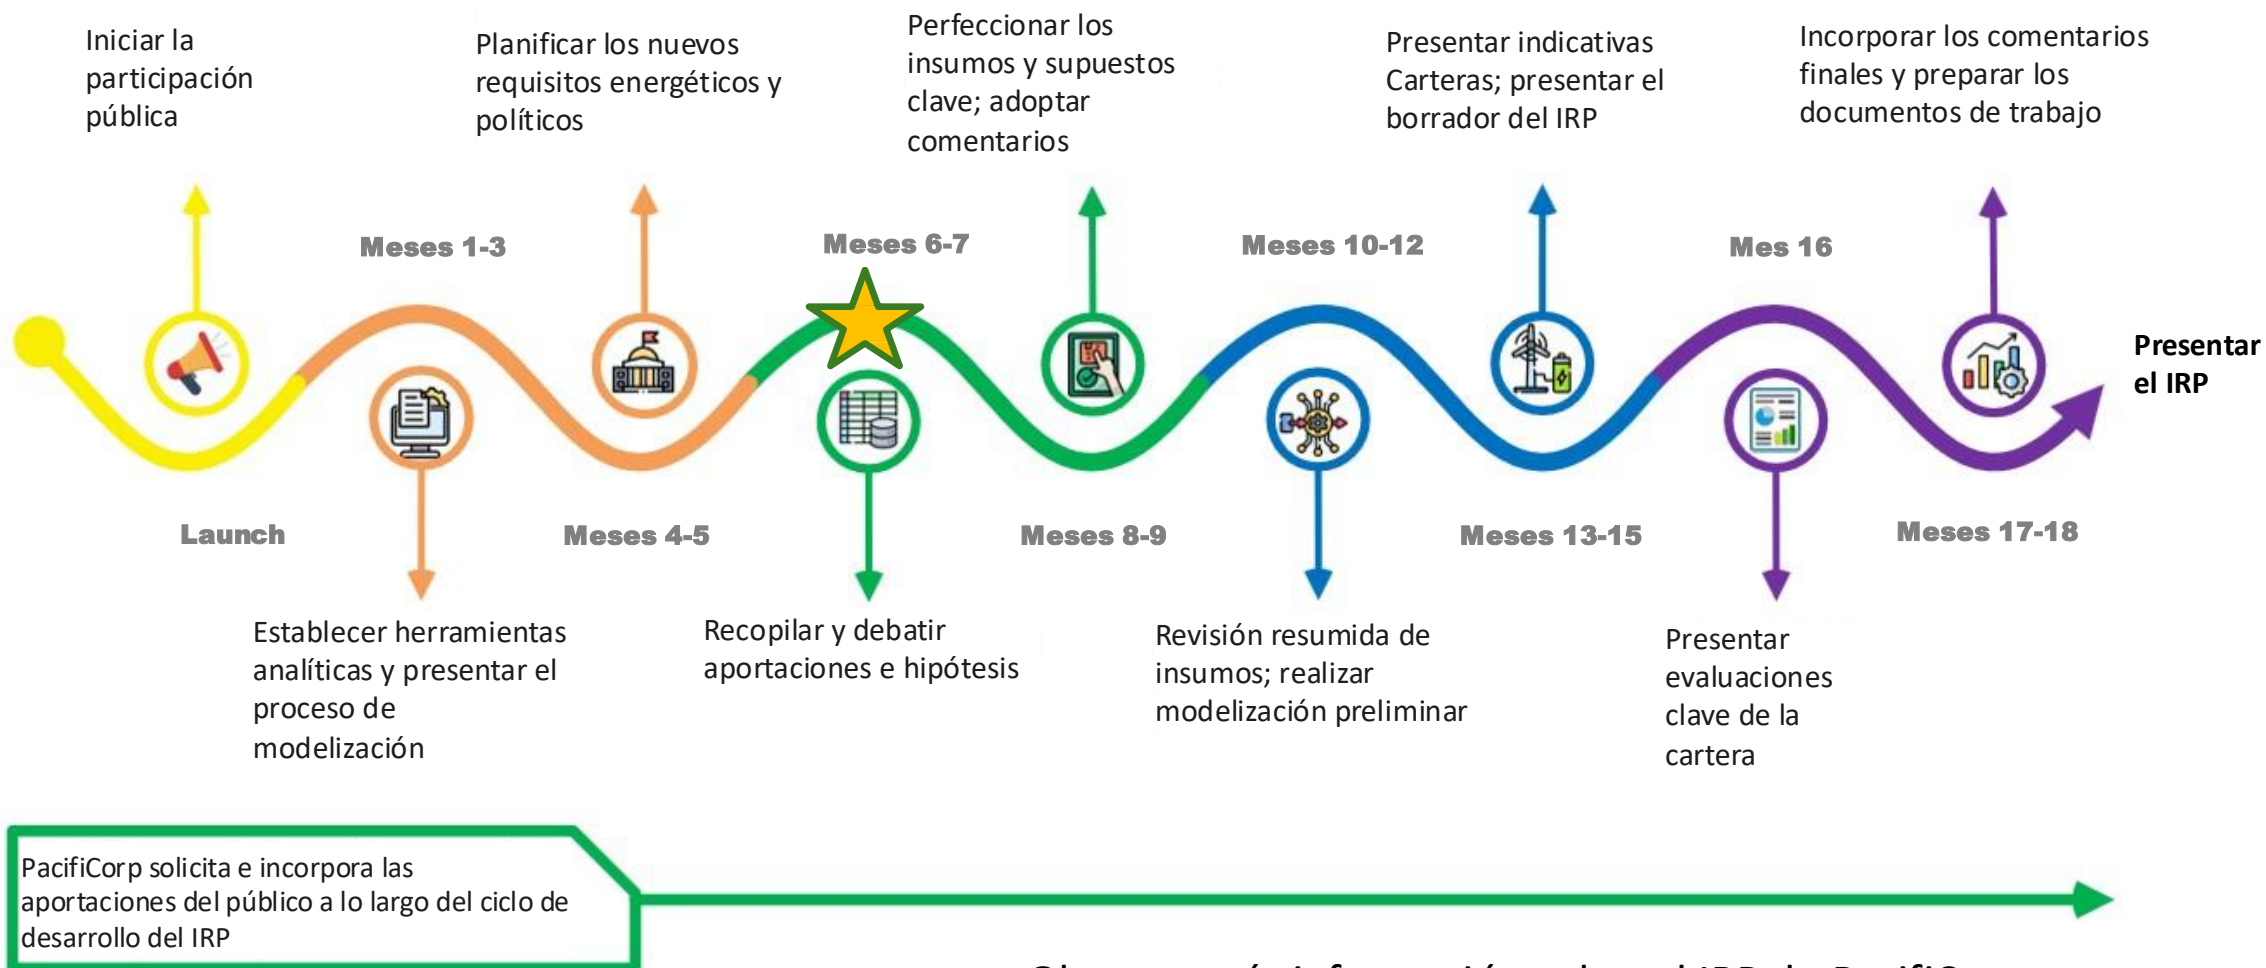 Iniciar la
participación
pública
Planificar los nuevos
requisitos energéticos y
políticos
Perfeccionar los
insumos y supuestos
clave; adoptar
comentarios
Presentar indicativas
Carteras; presentar el
borrador del IRP
Incorporar los comentarios
finales y preparar los
documentos de trabajo
Meses 1-3
Meses 6-7
Meses 10-12
Mes 16
Presentar
el IRP
Launch
Meses 4-5
Meses 8-9
Meses 13-15
Meses 17-18
Establecer herramientas
analíticas y presentar el
proceso de
modelización
Recopilar y debatir
aportaciones e hipótesis
Revisión resumida de
insumos; realizar
modelización preliminar
Presentar
evaluaciones
clave de la
cartera
PacifiCorp solicita e incorpora las
aportaciones del público a lo largo del ciclo de
desarrollo del IRP